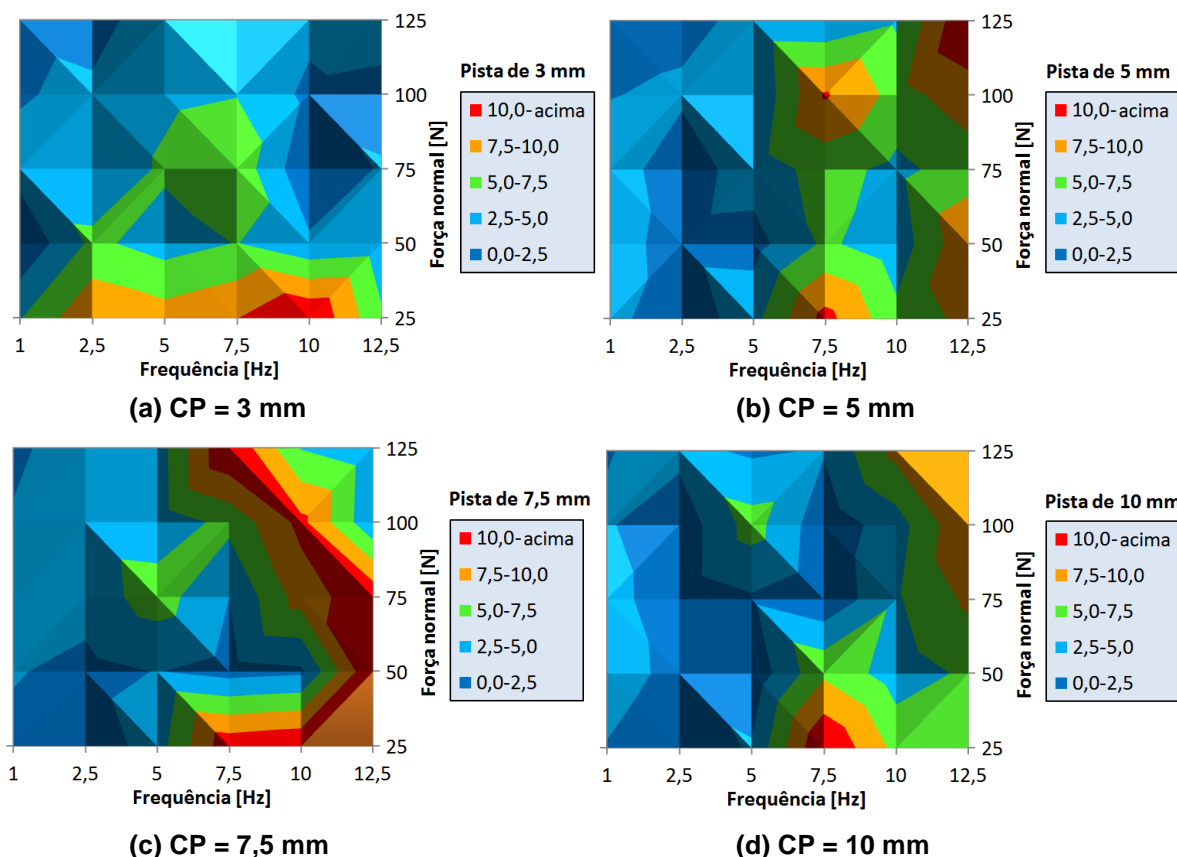 125
100
75
50
25
Força normal [N]
1 2,5 5 7,5 10 12,5
Frequência [Hz]
Pista de 3 mm
10,0-acima
7,5-10,0
5,0-7,5
2,5-5,0
0,0-2,5
(a) CP = 3 mm
125
100
75
50
25
Força normal [N]
1 2,5 5 7,5 10 12,5
Frequência [Hz]
Pista de 5 mm
10,0-acima
7,5-10,0
5,0-7,5
2,5-5,0
0,0-2,5
(b) CP = 5 mm
125
100
75
50
25
Força normal [N]
1 2,5 5 7,5 10 12,5
Frequência [Hz]
Pista de 7,5 mm
10,0-acima
7,5-10,0
5,0-7,5
2,5-5,0
0,0-2,5
(c) CP = 7,5 mm
125
100
75
50
25
Força normal [N]
1 2,5 5 7,5 10 12,5
Frequência [Hz]
Pista de 10 mm
10,0-acima
7,5-10,0
5,0-7,5
2,5-5,0
0,0-2,5
(d) CP = 10 mm